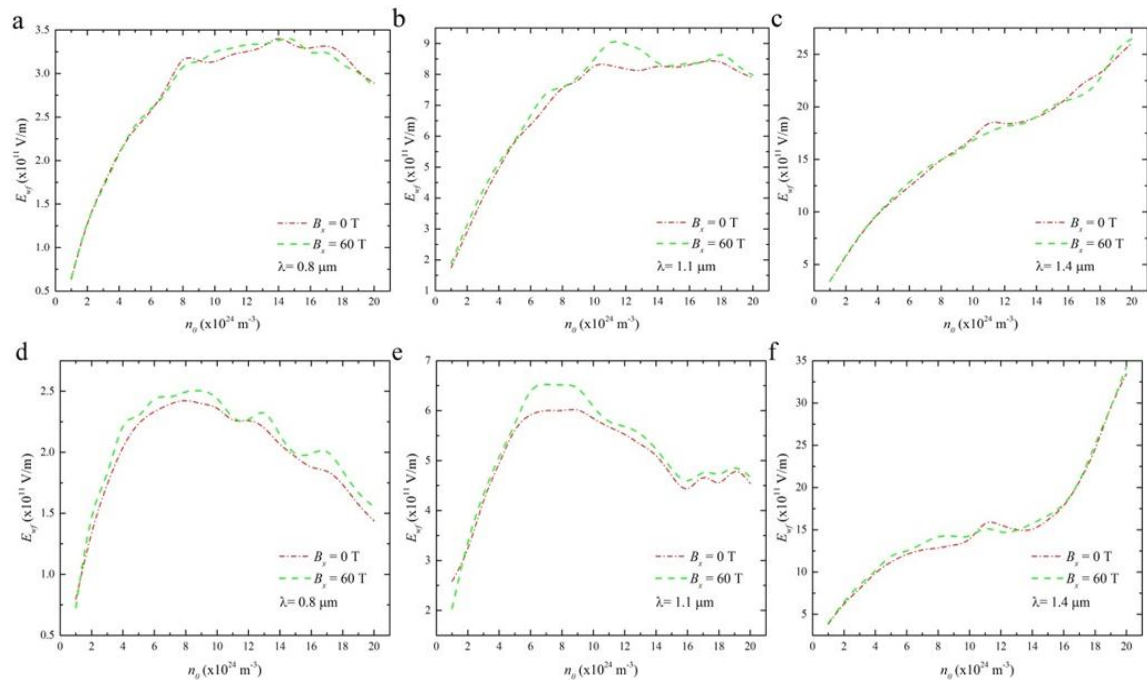 a
3.5
3.0
2.5
2.0
1.5
1.0
0.5
E_wf (x10^11 V/m)
0 2 4 6 8 10 12 14 16 18 20
n_0 (x10^24 m^-3)
B_x = 0 T
B_x = 60 T
λ= 0.8 μm
b
9
8
7
6
5
4
3
2
1
E_wf (x10^11 V/m)
0 2 4 6 8 10 12 14 16 18 20
n_0 (x10^24 m^-3)
B_x = 0 T
B_x = 60 T
λ= 1.1 μm
c
25
20
15
10
5
E_wf (x10^11 V/m)
0 2 4 6 8 10 12 14 16 18 20
n_0 (x10^24 m^-3)
B_x = 0 T
B_x = 60 T
λ= 1.4 μm
d
2.5
2.0
1.5
1.0
0.5
E_wf (x10^11 V/m)
0 2 4 6 8 10 12 14 16 18 20
n_0 (x10^24 m^-3)
B_x = 0 T
B_x = 60 T
λ= 0.8 μm
e
7
6
5
4
3
2
E_wf (x10^11 V/m)
0 2 4 6 8 10 12 14 16 18 20
n_0 (x10^24 m^-3)
B_x = 0 T
B_x = 60 T
λ= 1.1 μm
f
35
30
25
20
15
10
5
E_wf (x10^11 V/m)
0 2 4 6 8 10 12 14 16 18 20
n_0 (x10^24 m^-3)
B_x = 0 T
B_x = 60 T
λ= 1.4 μm